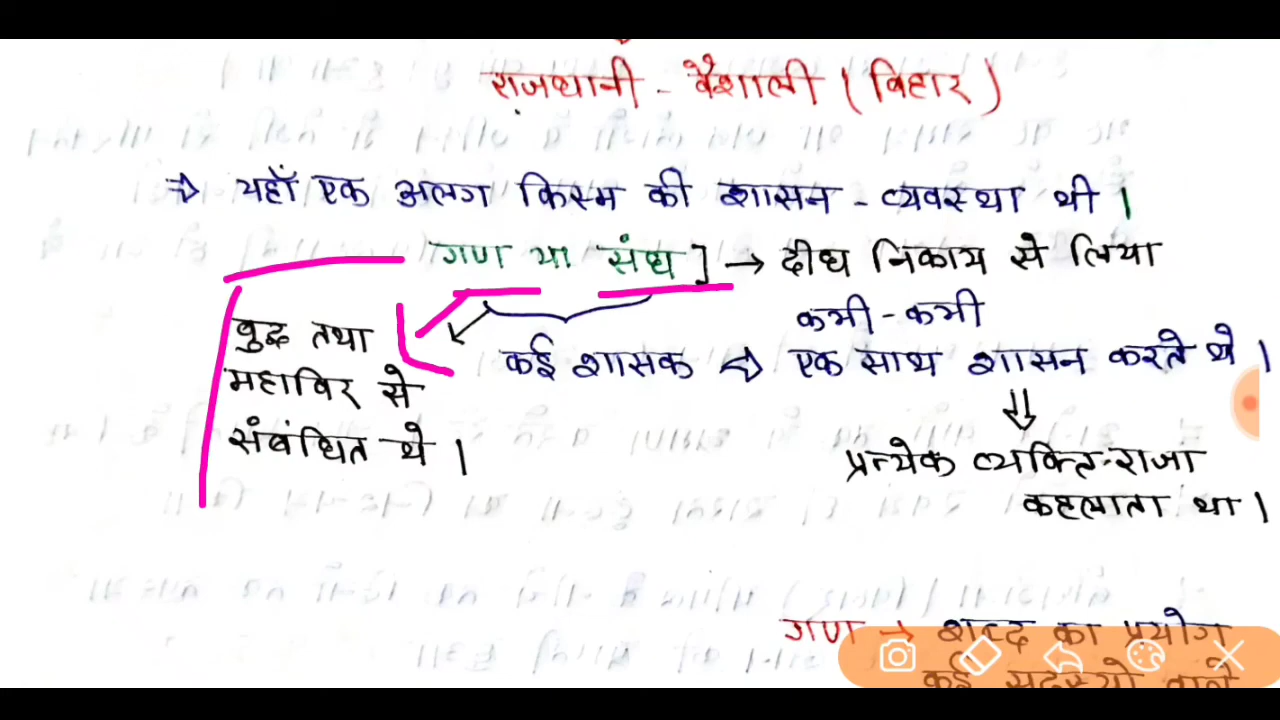 राजधानी - वैशाली (बिहार)
⇒ यहाँ एक अलग किस्म की शासन - व्यवस्था थी।
गण या संघ] → दीघ निकाय से लिया
कभी - कभी
कई शासक ⇒ एक साथ शासन करते थे।
बुद्ध तथा
महाविर से
संबंधित थे।
प्रत्येक व्यक्ति-राजा
कहलाता था।
गण → शब्द का प्रयोग
कई सदस्यो वाले